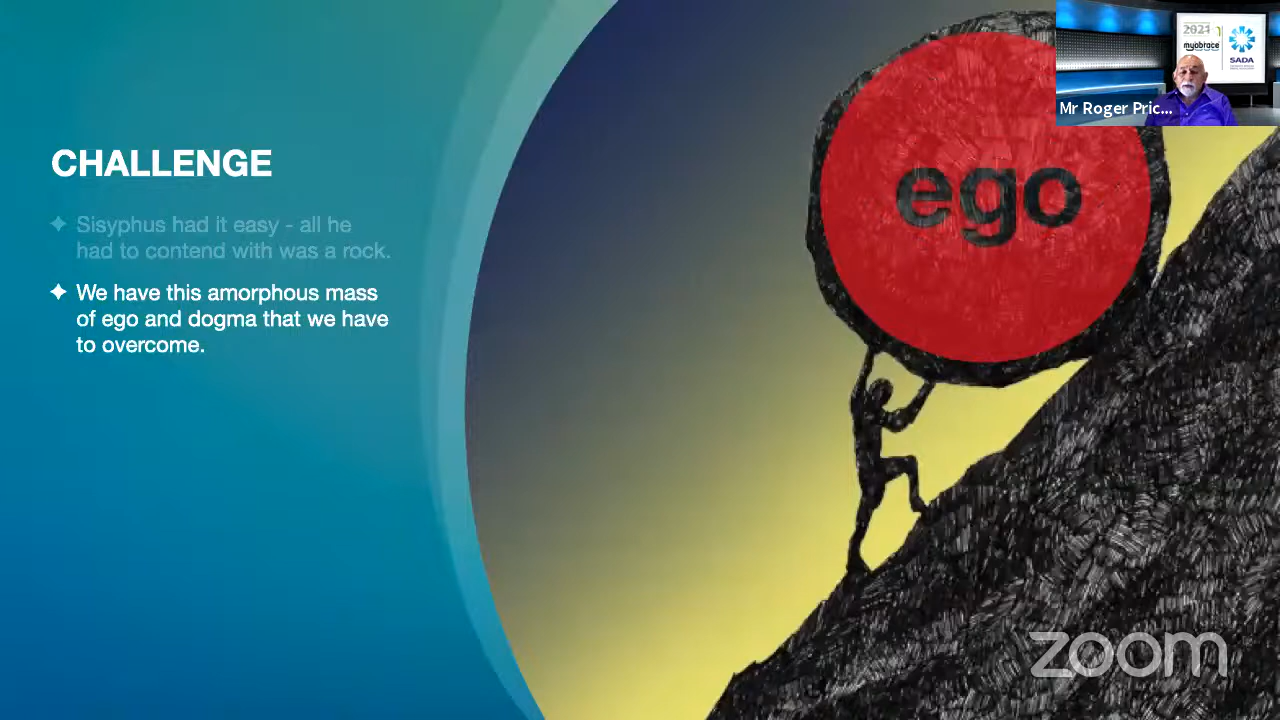 CHALLENGE
✦ Sisyphus had it easy - all he
had to contend with was a rock.
✦ We have this amorphous mass
of ego and dogma that we have
to overcome.
ego
2021
myobrace
SADA
Mr Roger Pric...
zoom